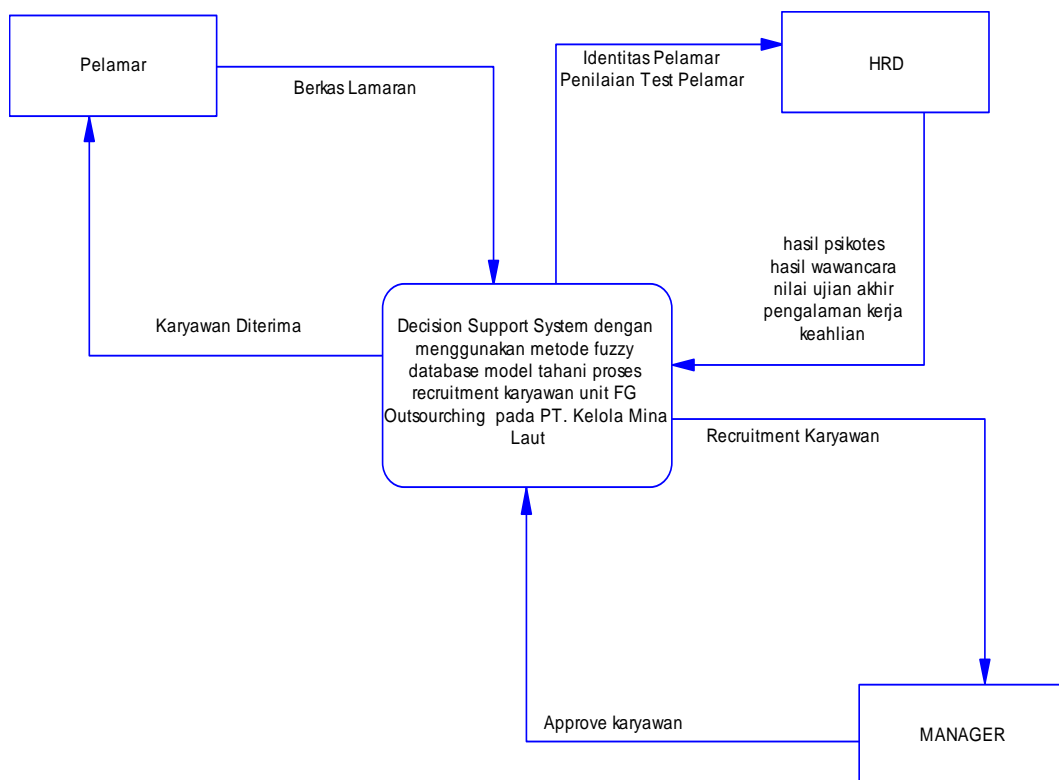 Pelamar
Berkas Lamaran
Identitas Pelamar
Penilaian Test Pelamar
HRD
hasil psikotes
hasil wawancara
nilai ujian akhir
pengalaman kerja
keahlian
Karyawan Diterima
Decision Support System dengan
menggunakan metode fuzzy
database model tahani proses
recruitment karyawan unit FG
Outsourching pada PT. Kelola Mina
Laut
Recruitment Karyawan
Approve karyawan
MANAGER